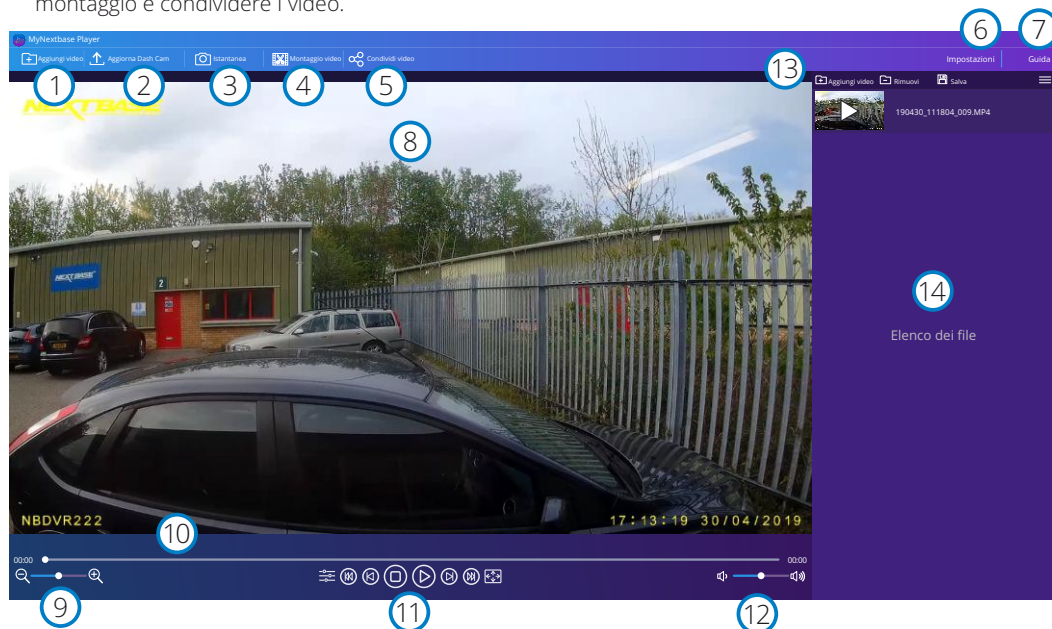 montaggio e condividere i video.
6
7
MyNextbase Player
Aggiungi video
Aggiorna Dash Cam
Istantanea
Montaggio video
Condividi video
Impostazioni
Guida
1
2
3
4
5
13
Aggiungi video
Rimuovi
Salva
NEXTBASE
190430_111804_009.MP4
8
NEXTBASE
2
14
Elenco dei file
NBDVR222
17:13:19 30/04/2019
10
00:00
00:00
9
11
12